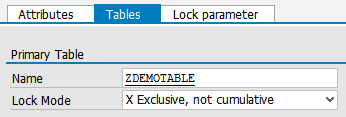 Attributes Tables Lock parameter
Primary Table
Name ZDEMOTABLE
Lock Mode X Exclusive, not cumulative